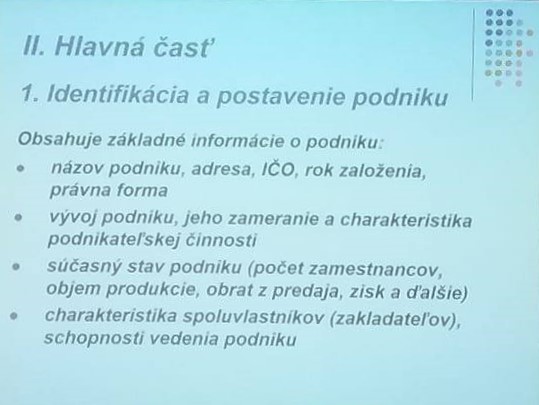 II. Hlavná časť
1. Identifikácia a postavenie podniku
Obsahuje základné informácie o podniku:
• názov podniku, adresa, IČO, rok založenia,
právna forma
• vývoj podniku, jeho zameranie a charakteristika
podnikateľskej činnosti
• súčasný stav podniku (počet zamestnancov,
objem produkcie, obrat z predaja, zisk a ďalšie)
• charakteristika spoluvlastníkov (zakladateľov),
schopnosti vedenia podniku